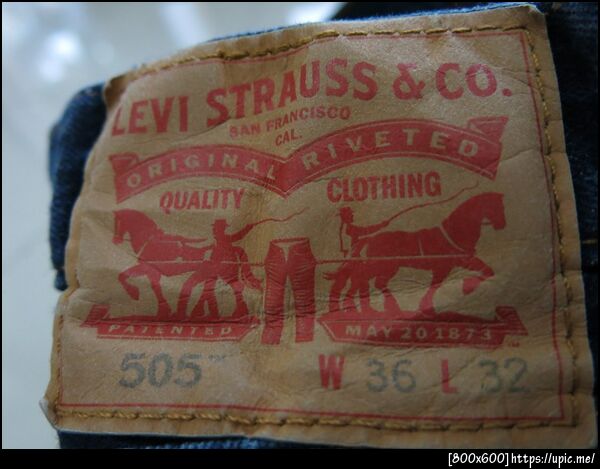 LEVI STRAUSS & CO.
SAN FRANCISCO
CAL.
ORIGINAL RIVETED
QUALITY CLOTHING
PATENTED MAY 20 1873
505™ W 36 L 32
[800x600]https://upic.me/